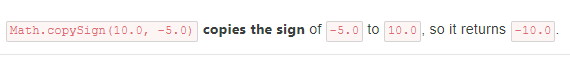 Math.copySign(10.0, -5.0) copies the sign of -5.0 to 10.0, so it returns -10.0.